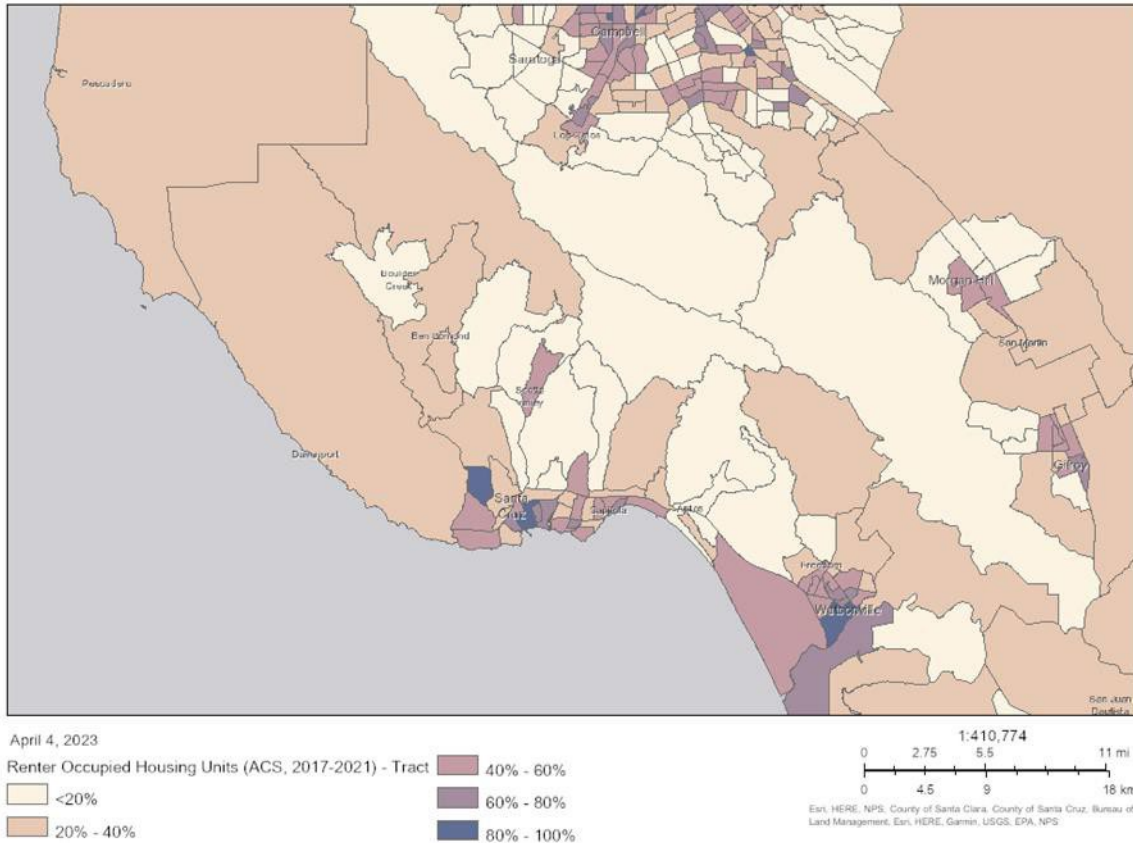 Campbell
Saratoga
Pescadero
Los Gatos
Boulder
Creek
Morgan Hill
Ben Lomond
San Martin
Scotts
Valley
Davenport
Gilroy
Santa
Cruz
Capitola
Aptos
Freedom
Watsonville
San Juan
Bautista
April 4, 2023
Renter Occupied Housing Units (ACS, 2017-2021) - Tract
<20%
20% - 40%
40% - 60%
60% - 80%
80% - 100%
1:410,774
0 2.75 5.5 11 mi
0 4.5 9 18 km
Esri, HERE, NPS, County of Santa Clara, County of Santa Cruz, Bureau of
Land Management, Esri, HERE, Garmin, USGS, EPA, NPS